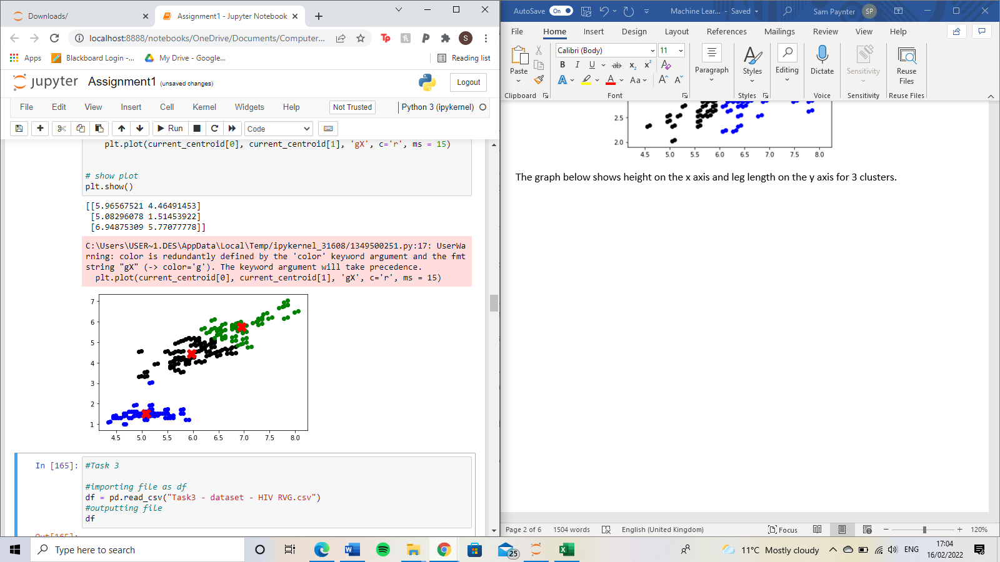 Downloads/
Assignment1 - Jupyter Notebook
localhost:8888/notebooks/OneDrive/Documents/Computer...
Tp
S
Apps
Blackboard Login -...
My Drive - Google...
Reading list
jupyter Assignment1 (unsaved changes)
Logout
File Edit View Insert Cell Kernel Widgets Help
Not Trusted
Python 3 (ipykernel)
Run
Code
plt.plot(current_centroid[0], current_centroid[1], 'gX', c='r', ms = 15)
# show plot
plt.show()
[[5.96567521 4.46491453]
[5.08296078 1.51453922]
[6.94875309 5.77077778]]
C:\Users\USER~1.DES\AppData\Local\Temp/ipykernel_31608/1349500251.py:17: UserWa
rning: color is redundantly defined by the 'color' keyword argument and the fmt
string "gX" (-> color='g'). The keyword argument will take precedence.
plt.plot(current_centroid[0], current_centroid[1], 'gX', c='r', ms = 15)
7
6
5
4
3
2
1
4.5 5.0 5.5 6.0 6.5 7.0 7.5 8.0
In [165]:
#Task 3
#importing file as df
df = pd.read_csv("Task3 - dataset - HIV RVG.csv")
#outputting file
df
Out[165]:
AutoSave On
Machine Lear... - Saved
Sam Paynter SP
File Home Insert Design Layout References Mailings Review View Help
Calibri (Body) 11
B I U ab x₂ x²
A A Aa A A
Paste
Paragraph
Styles
Editing
Dictate
Sensitivity
Reuse
Files
Clipboard
Font
Styles
Voice
Sensitivity
Reuse Files
2.5
2.0
4.5 5.0 5.5 6.0 6.5 7.0 7.5 8.0
The graph below shows height on the x axis and leg length on the y axis for 3 clusters.
Page 2 of 6 1504 words English (United Kingdom) Focus 120%
Type here to search
25
11°C Mostly cloudy
ENG
17:04
16/02/2022